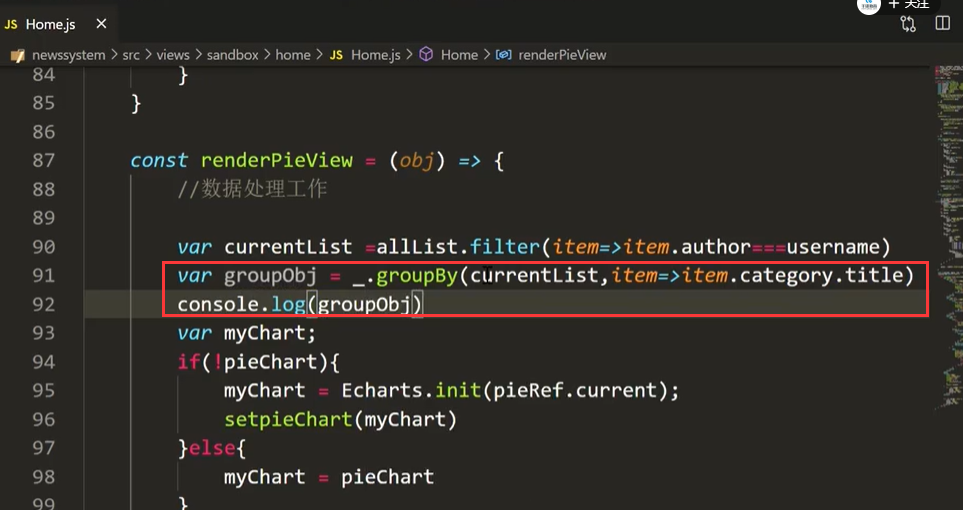 + 关注
JS Home.js ×
newssystem > src > views > sandbox > home > JS Home.js > Home > renderPieView
84 }
85 }
86
87 const renderPieView = (obj) => {
88 //数据处理工作
89
90 var currentList =allList.filter(item=>item.author===username)
91 var groupObj = _.groupBy(currentList,item=>item.category.title)
92 console.log(groupObj)
93 var myChart;
94 if(!pieChart){
95 myChart = Echarts.init(pieRef.current);
96 setpieChart(myChart)
97 }else{
98 myChart = pieChart
99 }